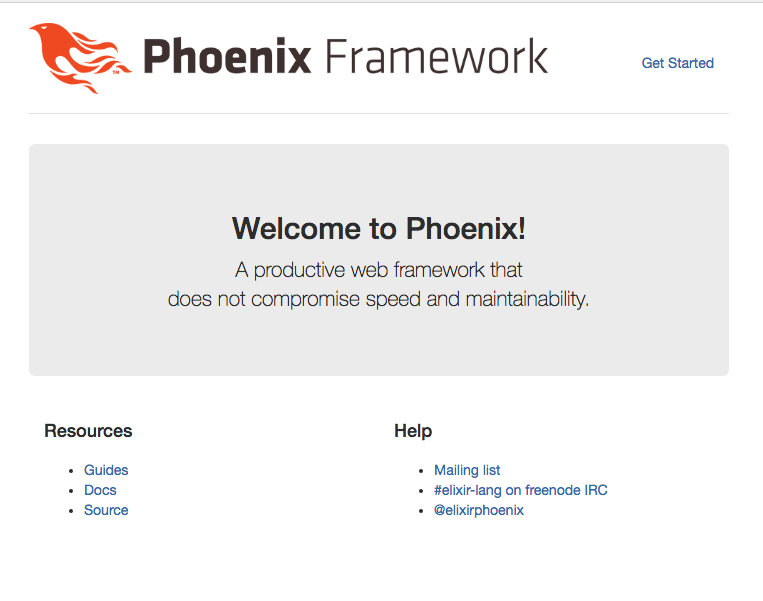 Phoenix Framework
TM
Get Started
Welcome to Phoenix!
A productive web framework that
does not compromise speed and maintainability.
Resources
Guides
Docs
Source
Help
Mailing list
#elixir-lang on freenode IRC
@elixirphoenix